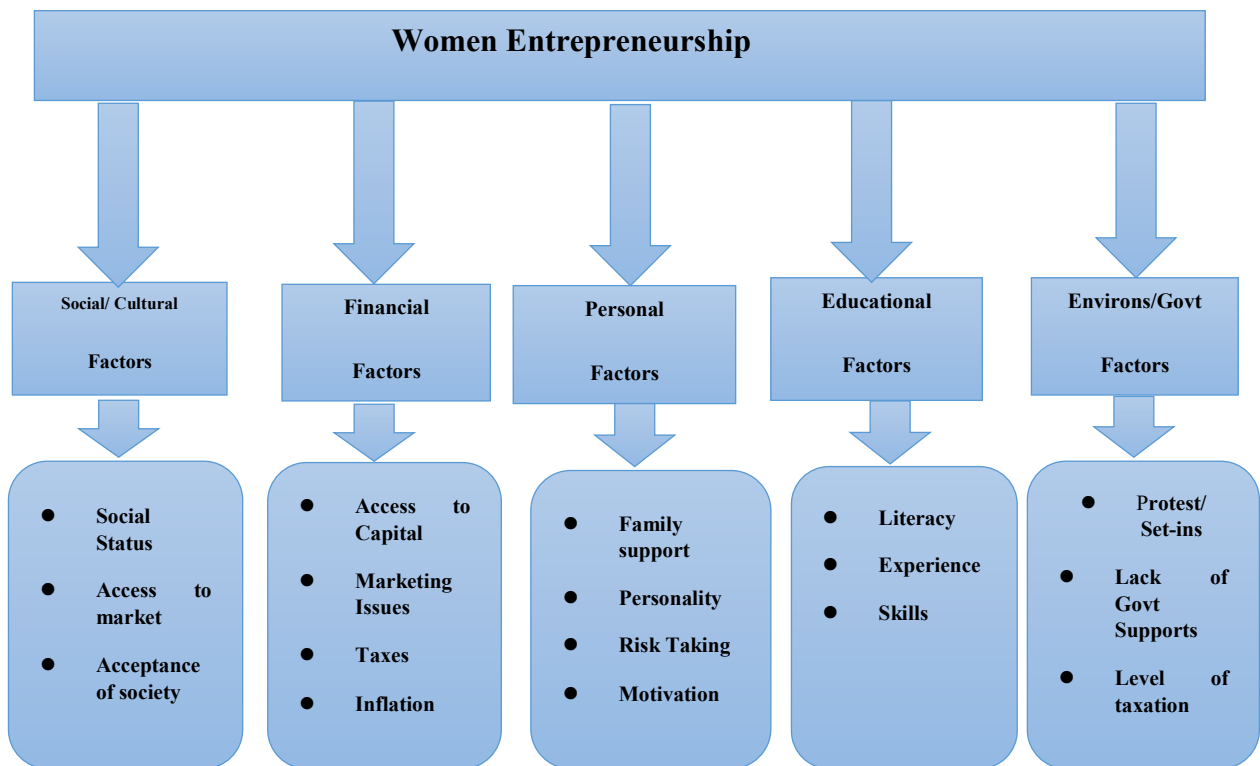 Women Entrepreneurship
Social/ Cultural
Factors
Financial
Factors
Personal
Factors
Educational
Factors
Environs/Govt
Factors
● Social
Status
● Access to
market
● Acceptance
of society
● Access to
Capital
● Marketing
Issues
● Taxes
● Inflation
● Family
support
● Personality
● Risk Taking
● Motivation
● Literacy
● Experience
● Skills
● Protest/
Set-ins
● Lack of
Govt
Supports
● Level of
taxation